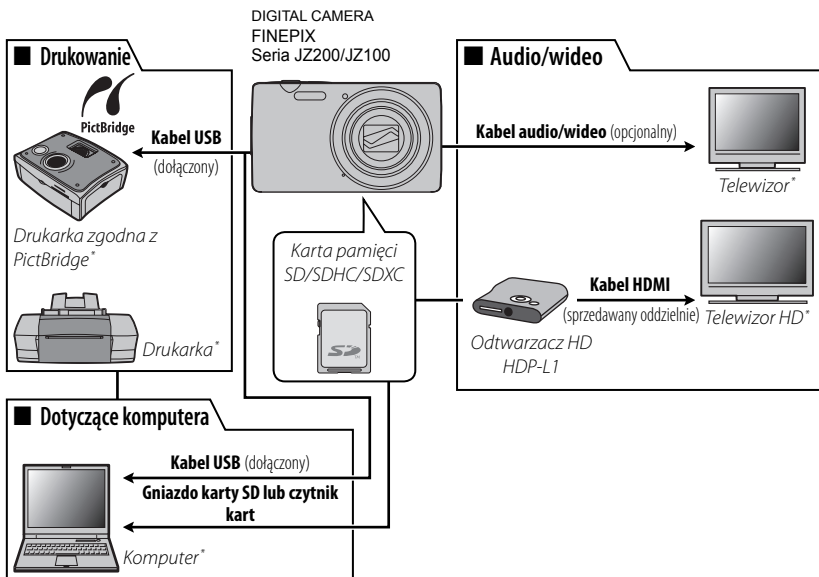 DIGITAL CAMERA
FINEPIX
Seria JZ200/JZ100
■ Drukowanie
PictBridge
Kabel USB
(dołączony)
Drukarka zgodna z
PictBridge*
Drukarka*
■ Audio/wideo
Kabel audio/wideo (opcjonalny)
Telewizor*
Karta pamięci
SD/SDHC/SDXC
SD
Kabel HDMI
(sprzedawany oddzielnie)
Telewizor HD*
Odtwarzacz HD
HDP-L1
■ Dotyczące komputera
Kabel USB (dołączony)
Gniazdo karty SD lub czytnik
kart
Komputer*